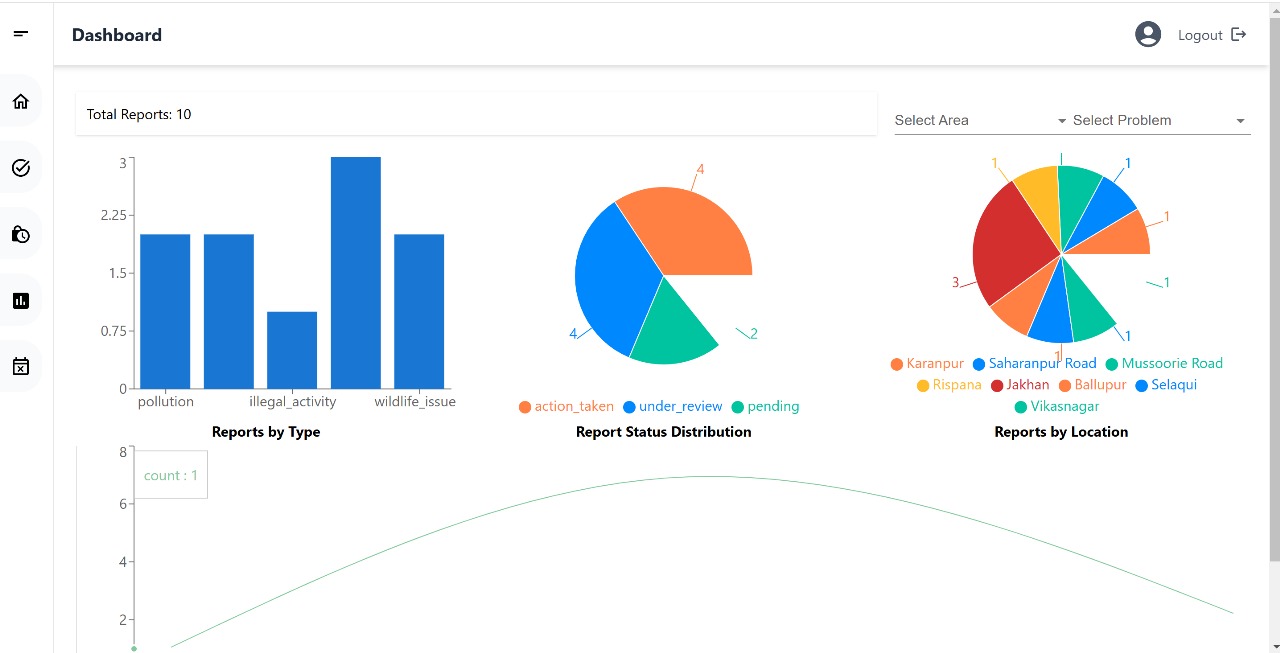 Dashboard
Logout
Total Reports: 10
Select Area
Select Problem
3
2.25
1.5
0.75
0
pollution illegal_activity wildlife_issue
Reports by Type
4
4
2
action_taken under_review pending
Report Status Distribution
1
1
1
3
1
1
1
Karanpur Saharanpur Road Mussoorie Road
Rispana Jakhan Ballupur Selaqui
Vikasnagar
Reports by Location
8
6
4
2
count : 1